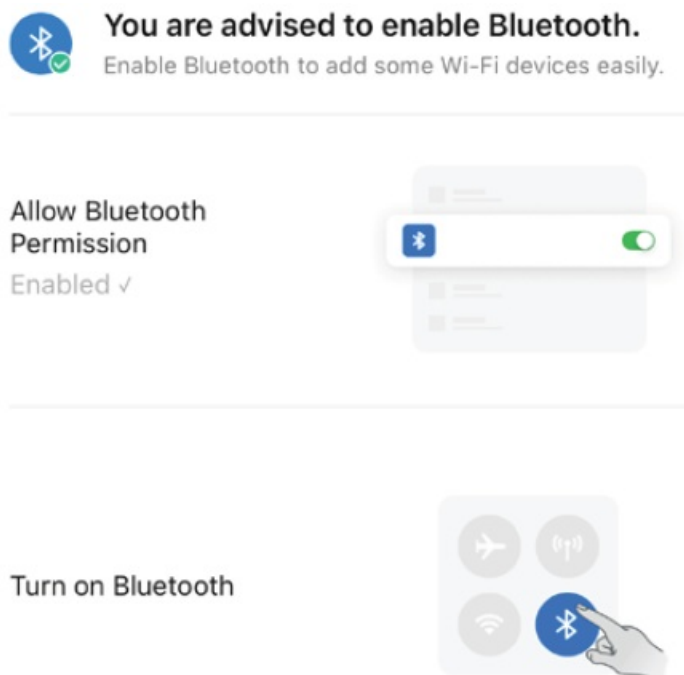 You are advised to enable Bluetooth.
Enable Bluetooth to add some Wi-Fi devices easily.
Allow Bluetooth
Permission
Enabled ✓
Turn on Bluetooth